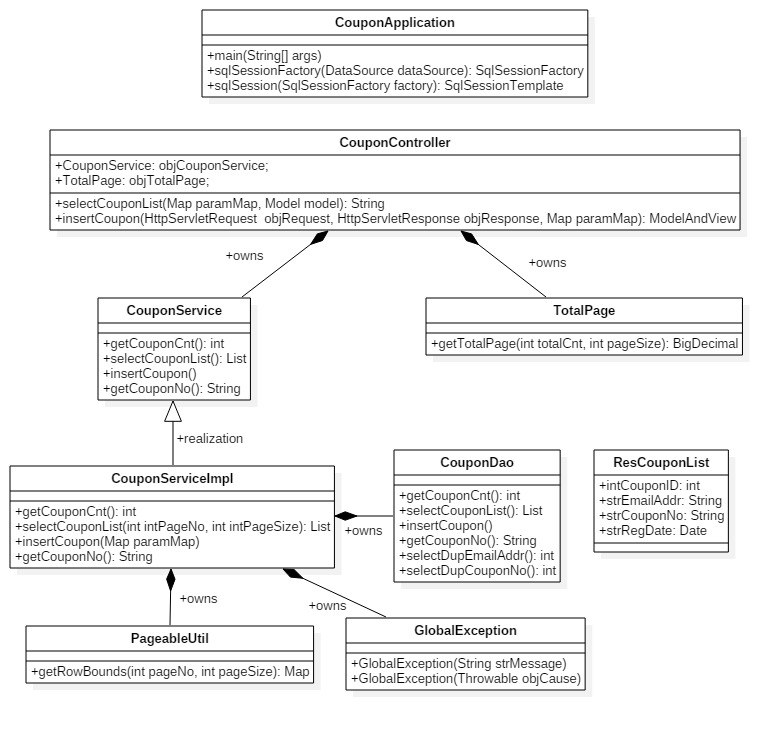 CouponApplication
+main(String[] args)
+sqlSessionFactory(DataSource dataSource): SqlSessionFactory
+sqlSession(SqlSessionFactory factory): SqlSessionTemplate
CouponController
+CouponService: objCouponService;
+TotalPage: objTotalPage;
+selectCouponList(Map paramMap, Model model): String
+insertCoupon(HttpServletRequest objRequest, HttpServletResponse objResponse, Map paramMap): ModelAndView
+owns
+owns
CouponService
+getCouponCnt(): int
+selectCouponList(): List
+insertCoupon()
+getCouponNo(): String
TotalPage
+getTotalPage(int totalCnt, int pageSize): BigDecimal
+realization
CouponServiceImpl
+getCouponCnt(): int
+selectCouponList(int intPageNo, int intPageSize): List
+insertCoupon(Map paramMap)
+getCouponNo(): String
+owns
CouponDao
+getCouponCnt(): int
+selectCouponList(): List
+insertCoupon()
+getCouponNo(): String
+selectDupEmailAddr(): int
+selectDupCouponNo(): int
ResCouponList
+intCouponID: int
+strEmailAddr: String
+strCouponNo: String
+strRegDate: Date
+owns
+owns
PageableUtil
+getRowBounds(int pageNo, int pageSize): Map
GlobalException
+GlobalException(String strMessage)
+GlobalException(Throwable objCause)